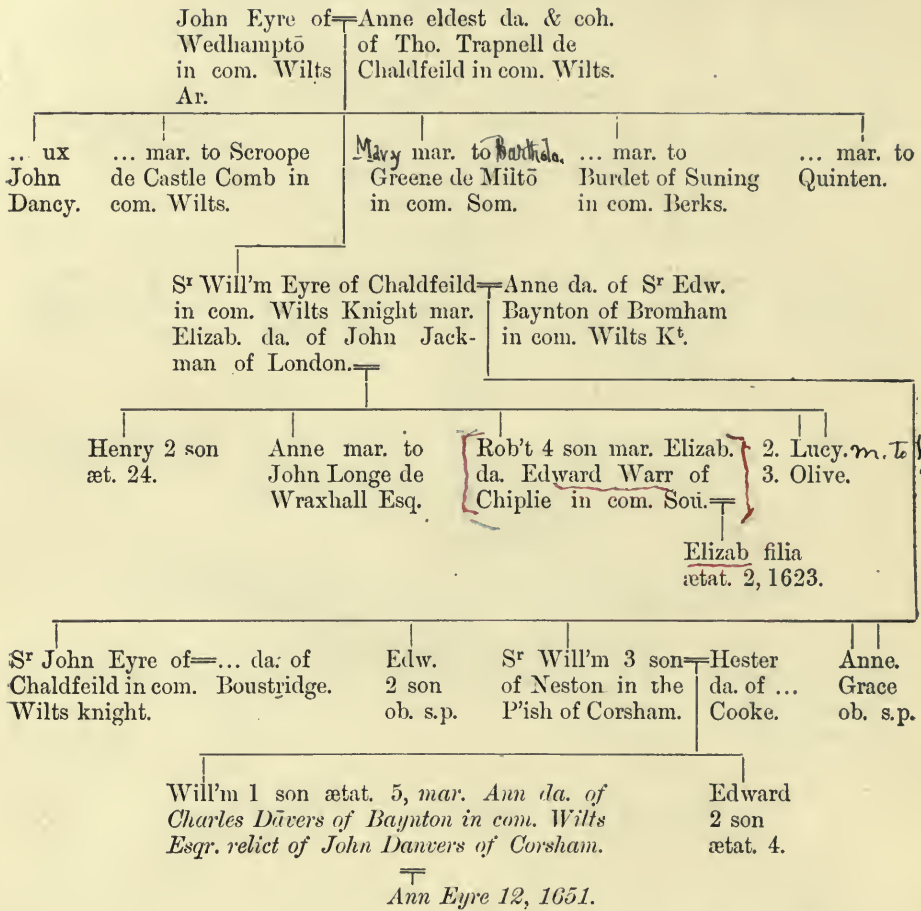 John Eyre of
Wedhamptō
in com. Wilts
Ar.
Anne eldest da. & coh.
of Tho. Trapnell de
Chaldfeild in com. Wilts.
... ux
John
Dancy.
... mar. to Scroope
de Castle Comb in
com. Wilts.
Mary mar. to Barthola.
Greene de Miltō
in com. Som.
... mar. to
Burdet of Suning
in com. Berks.
... mar. to
Quinten.
Sʳ Will'm Eyre of Chaldfeild
in com. Wilts Knight mar.
Elizab. da. of John Jack-
man of London.
Anne da. of Sʳ Edw.
Baynton of Bromham
in com. Wilts Kᵗ.
Henry 2 son
æt. 24.
Anne mar. to
John Longe de
Wraxhall Esq.
Rob't 4 son mar. Elizab.
da. Edward Warr of
Chiplie in com. Soū.
2. Lucy. m. to
3. Olive.
Elizab filia
ætat. 2, 1623.
Sʳ John Eyre of
Chaldfeild in com.
Wilts knight.
... da. of
Boustridge.
Edw.
2 son
ob. s.p.
Sʳ Will'm 3 son
of Neston in the
P'ish of Corsham.
Hester
da. of ...
Cooke.
Anne.
Grace
ob. s.p.
Will'm 1 son ætat. 5, mar. Ann da. of
Charles Dāvers of Baynton in com. Wilts
Esqr. relict of John Danvers of Corsham.
Edward
2 son
ætat. 4.
Ann Eyre 12, 1651.